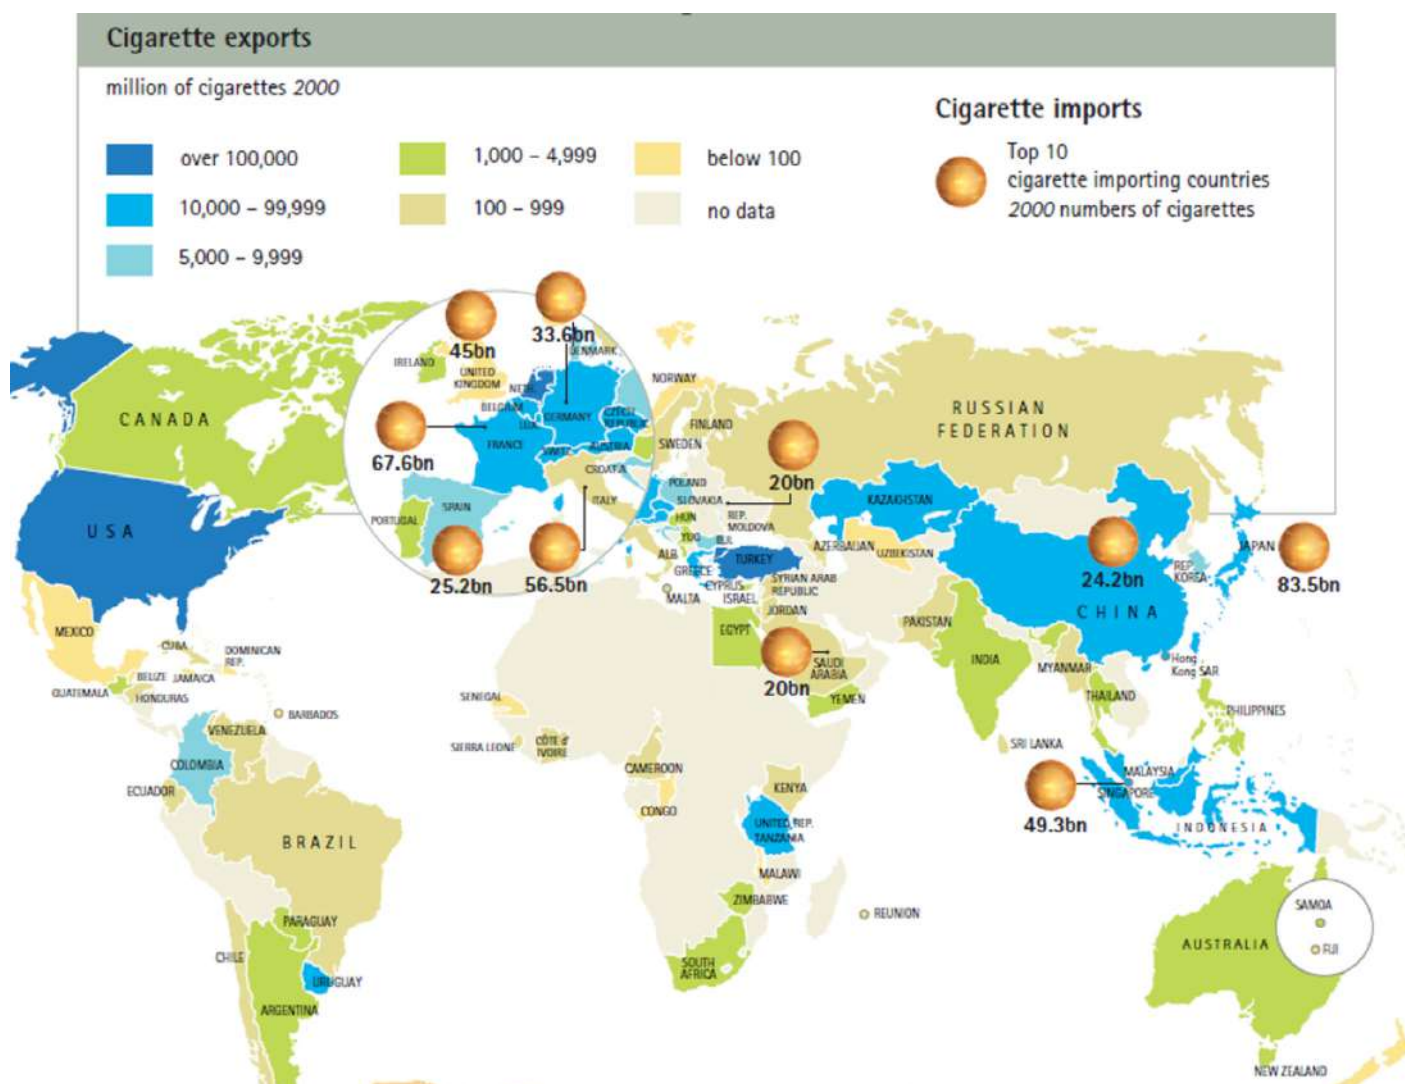 Cigarette exports
million of cigarettes 2000
over 100,000
10,000 – 99,999
5,000 – 9,999
1,000 – 4,999
100 – 999
below 100
no data
Cigarette imports
Top 10
cigarette importing countries
2000 numbers of cigarettes
45bn
33.6bn
67.6bn
25.2bn
56.5bn
20bn
20bn
24.2bn
83.5bn
49.3bn
CANADA
USA
MEXICO
CUBA
DOMINICAN
REP.
BELIZE
JAMAICA
GUATEMALA
HONDURAS
BARBADOS
VENEZUELA
COLOMBIA
ECUADOR
BRAZIL
PARAGUAY
CHILE
URUGUAY
ARGENTINA
IRELAND
UNITED
KINGDOM
NETH.
DENMARK
BELGIUM
LUX.
GERMANY
CZECH
REPUBLIC
FRANCE
SWITZ.
AUSTRIA
CROATIA
ITALY
SPAIN
PORTUGAL
NORWAY
FINLAND
SWEDEN
POLAND
SLOVAKIA
HUN
REP.
MOLDOVA
YUG
BUL
ALB
GREECE
TURKEY
CYPRUS
ISRAEL
MALTA
SYRIAN ARAB
REPUBLIC
JORDAN
EGYPT
SAUDI
ARABIA
YEMEN
RUSSIAN
FEDERATION
KAZAKHSTAN
AZERBAIJAN
UZBEKISTAN
PAKISTAN
INDIA
SRI LANKA
MYANMAR
THAILAND
CHINA
Hong
Kong SAR
REP.
KOREA
JAPAN
PHILIPPINES
MALAYSIA
SINGAPORE
INDONESIA
SENEGAL
SIERRA LEONE
CÔTE d'
IVOIRE
CAMEROON
CONGO
KENYA
UNITED REP.
TANZANIA
MALAWI
ZIMBABWE
SOUTH
AFRICA
REUNION
SAMOA
FIJI
AUSTRALIA
NEW ZEALAND